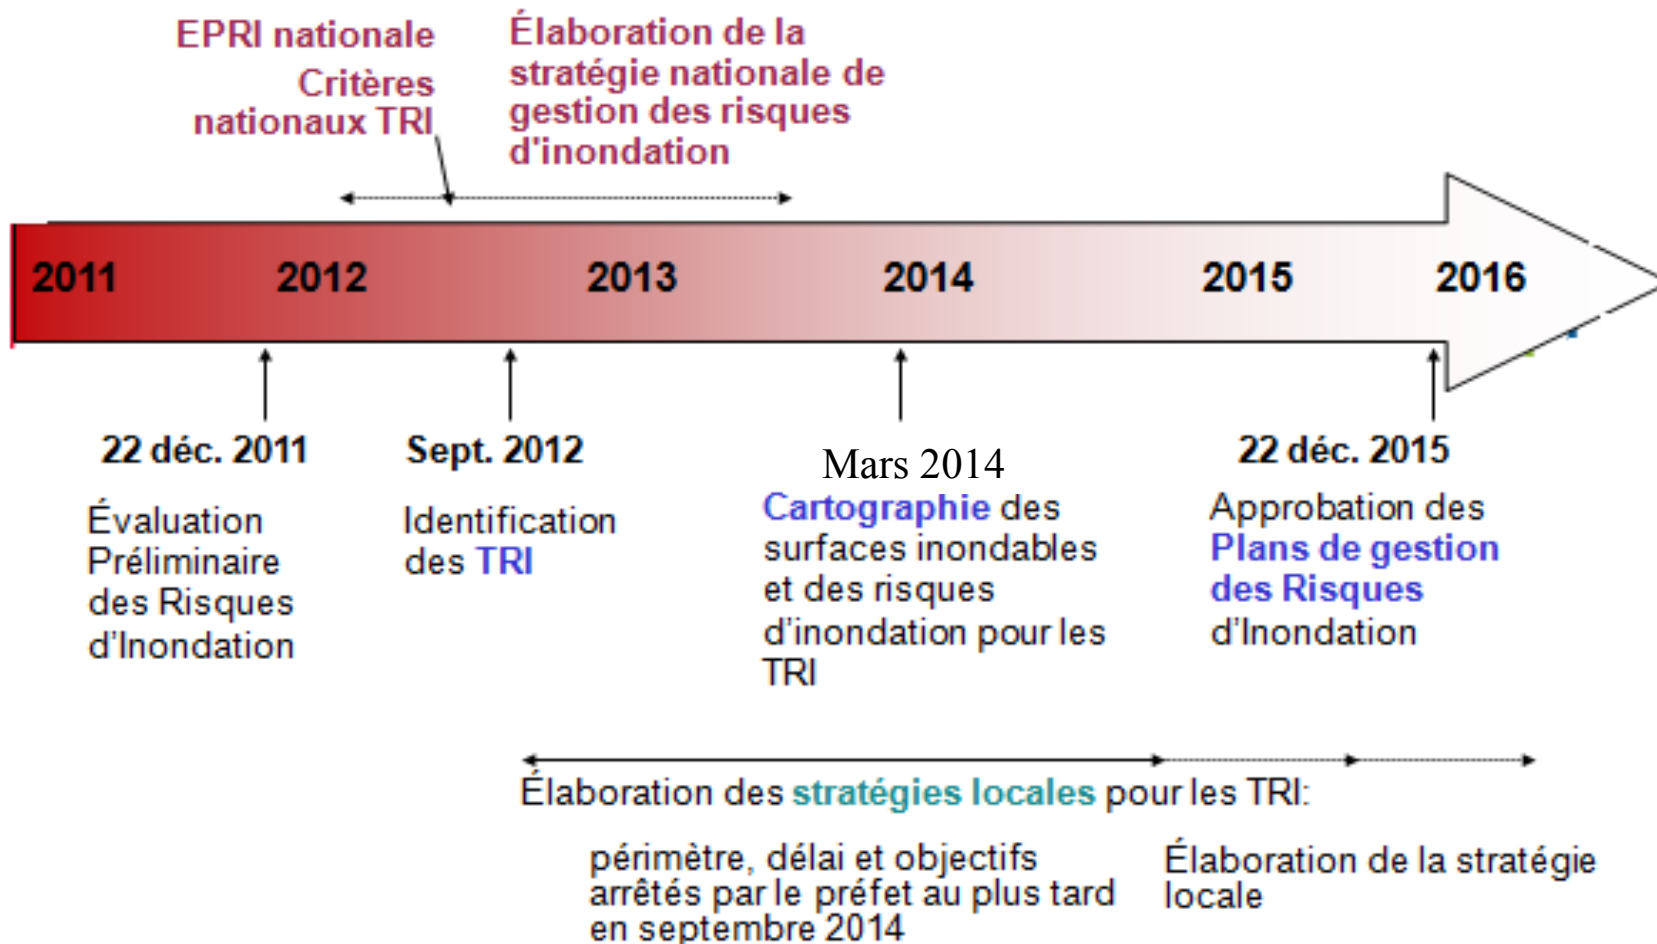 EPRI nationale
Critères
nationaux TRI
Élaboration de la
stratégie nationale de
gestion des risques
d'inondation
2011 2012 2013 2014 2015 2016
22 déc. 2011
Évaluation
Préliminaire
des Risques
d'Inondation
Sept. 2012
Identification
des TRI
Mars 2014
Cartographie des
surfaces inondables
et des risques
d'inondation pour les
TRI
22 déc. 2015
Approbation des
Plans de gestion
des Risques
d'Inondation
Élaboration des stratégies locales pour les TRI:
périmètre, délai et objectifs
arrêtés par le préfet au plus tard
en septembre 2014
Élaboration de la stratégie
locale